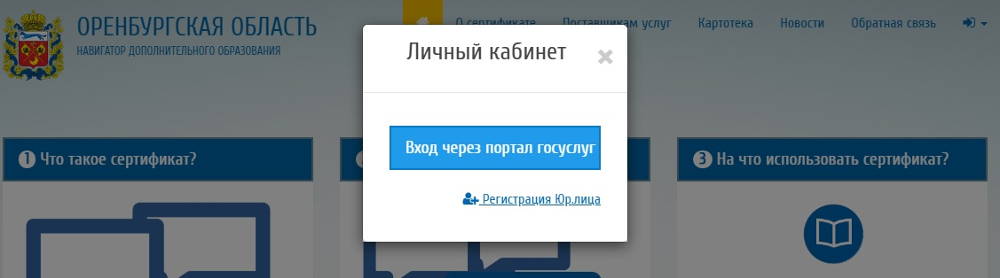 ОРЕНБУРГСКАЯ ОБЛАСТЬ
НАВИГАТОР ДОПОЛНИТЕЛЬНОГО ОБРАЗОВАНИЯ
О сертификате Поставщикам услуг Картотека Новости Обратная связь
Личный кабинет
Вход через портал госуслуг
Регистрация Юр.лица
1 Что такое сертификат?
3 На что использовать сертификат?